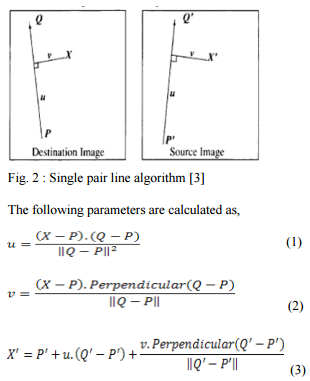 Q Q'
v X v X'
u u
P P'
Destination Image Source Image
Fig. 2 : Single pair line algorithm [3]
The following parameters are calculated as,
u = (X − P).(Q − P) / ‖Q − P‖² (1)
v = (X − P). Perpendicular(Q − P) / ‖Q − P‖ (2)
X' = P' + u. (Q' − P') + v. Perpendicular(Q' − P') / ‖Q' − P'‖ (3)